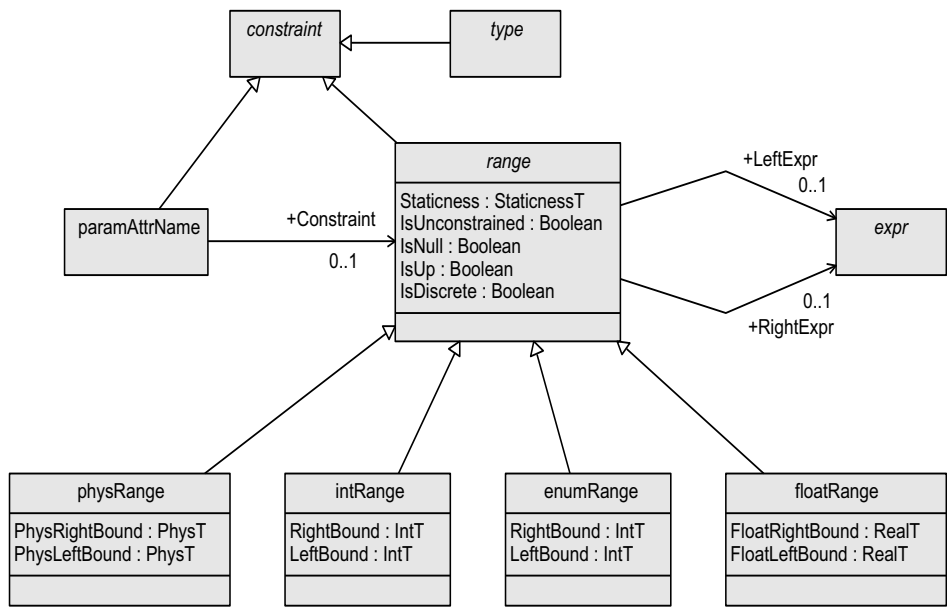 constraint
type
range
Staticness : StaticnessT
IsUnconstrained : Boolean
IsNull : Boolean
IsUp : Boolean
IsDiscrete : Boolean
+LeftExpr
0..1
paramAttrName
+Constraint
0..1
expr
0..1
+RightExpr
physRange
PhysRightBound : PhysT
PhysLeftBound : PhysT
intRange
RightBound : IntT
LeftBound : IntT
enumRange
RightBound : IntT
LeftBound : IntT
floatRange
FloatRightBound : RealT
FloatLeftBound : RealT